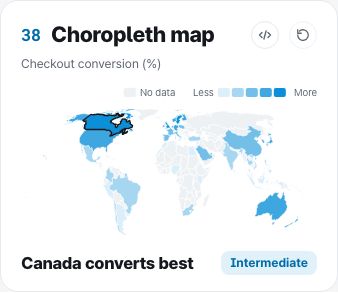 38 Choropleth map
Checkout conversion (%)
No data Less More
Canada converts best Intermediate